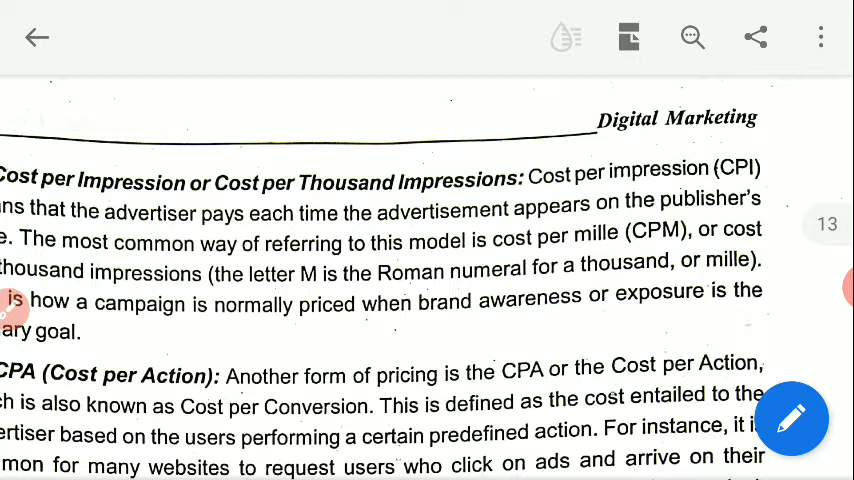 Digital Marketing
Cost per Impression or Cost per Thousand Impressions: Cost per impression (CPI)
ns that the advertiser pays each time the advertisement appears on the publisher's
e. The most common way of referring to this model is cost per mille (CPM), or cost
thousand impressions (the letter M is the Roman numeral for a thousand, or mille).
is how a campaign is normally priced when brand awareness or exposure is the
ary goal.
13
CPA (Cost per Action): Another form of pricing is the CPA or the Cost per Action,
ch is also known as Cost per Conversion. This is defined as the cost entailed to the
ertiser based on the users performing a certain predefined action. For instance, it i
mon for many websites to request users who click on ads and arrive on their